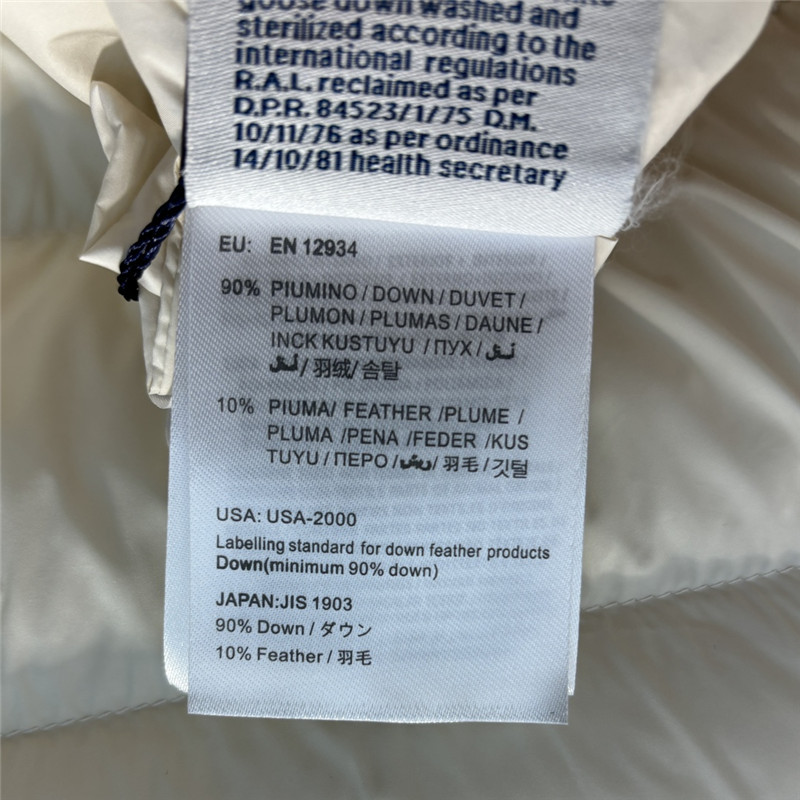 goose down washed and
sterilized according to the
international regulations
R.A.L. reclaimed as per
D.P.R. 84523/1/75 D.M.
10/11/76 as per ordinance
14/10/81 health secretary
EU: EN 12934
90% PIUMINO / DOWN / DUVET /
PLUMON / PLUMAS / DAUNE /
INCK KUSTUYU / ПУХ /
/ 羽绒/ 솜탈
10% PIUMA/ FEATHER /PLUME /
PLUMA /PENA /FEDER /KUS
TUYU / ПЕРО / / 羽毛 / 깃털
USA: USA-2000
Labelling standard for down feather products
Down(minimum 90% down)
JAPAN:JIS 1903
90% Down / ダウン
10% Feather / 羽毛